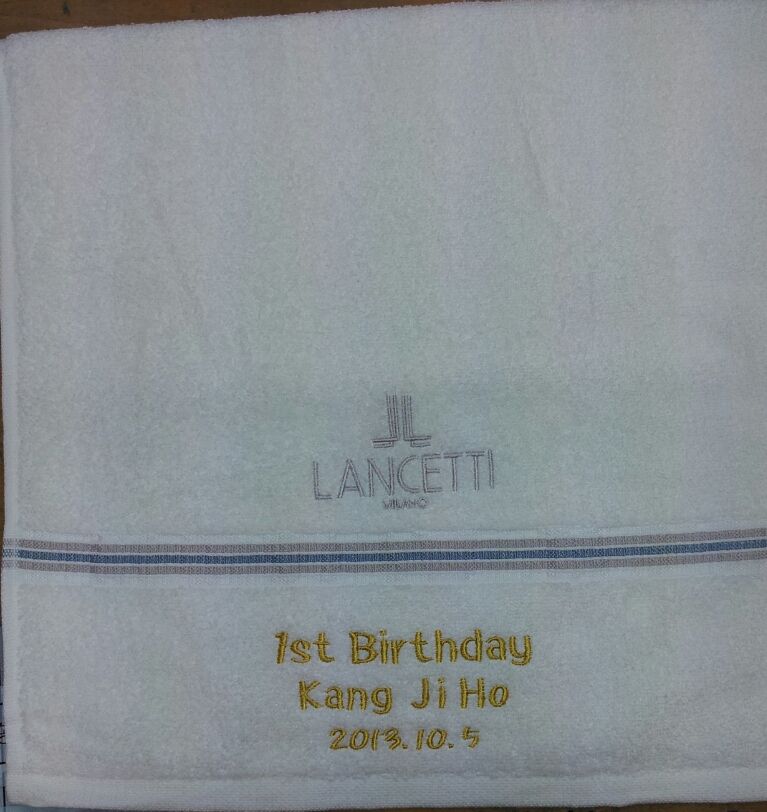 LANCETTI
MILANO
1st Birthday
Kang Ji Ho
2013.10.5